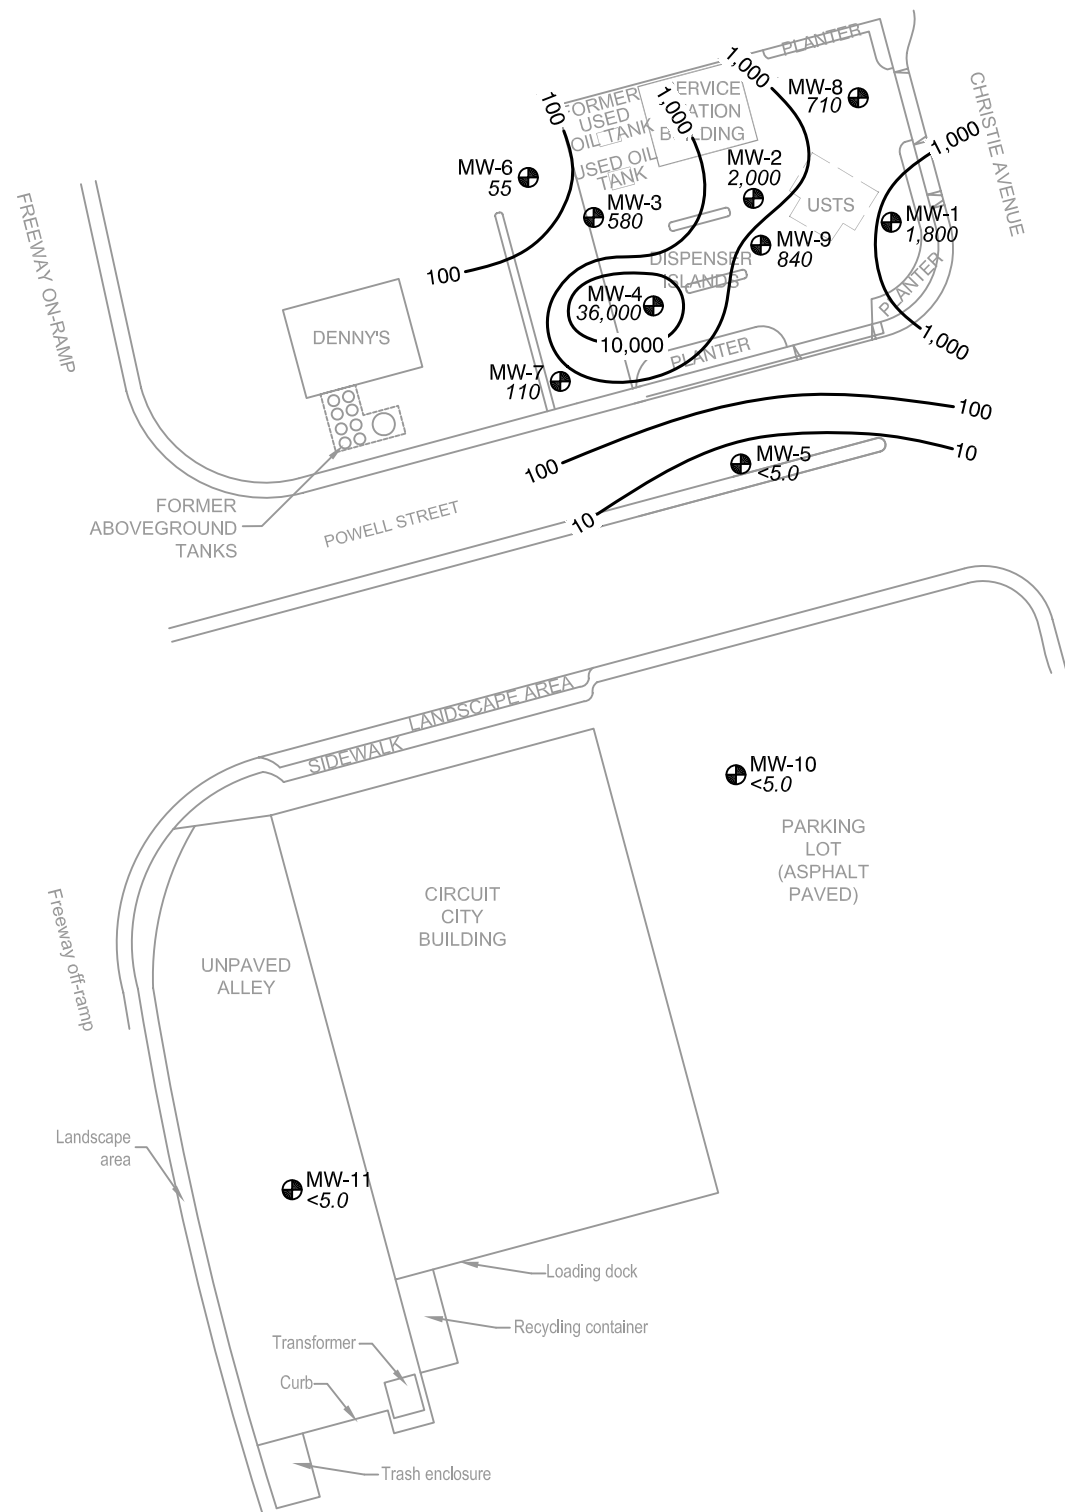 PLANTER
1,000
100
1,000
FORMER
USED
OIL TANK
SERVICE
STATION
BUILDING
MW-8
710
CHRISTIE AVENUE
1,000
MW-6
55
USED OIL
TANK
MW-2
2,000
MW-3
580
USTS
MW-1
1,800
FREEWAY ON-RAMP
MW-9
840
100
DISPENSER
ISLANDS
PLANTER
MW-4
36,000
10,000
1,000
DENNY'S
PLANTER
MW-7
110
100
100
MW-5
<5.0
10
10
FORMER
ABOVEGROUND
TANKS
POWELL STREET
LANDSCAPE AREA
SIDEWALK
MW-10
<5.0
PARKING
LOT
(ASPHALT
PAVED)
CIRCUIT
CITY
BUILDING
Freeway off-ramp
UNPAVED
ALLEY
Landscape
area
MW-11
<5.0
Loading dock
Recycling container
Transformer
Curb
Trash enclosure